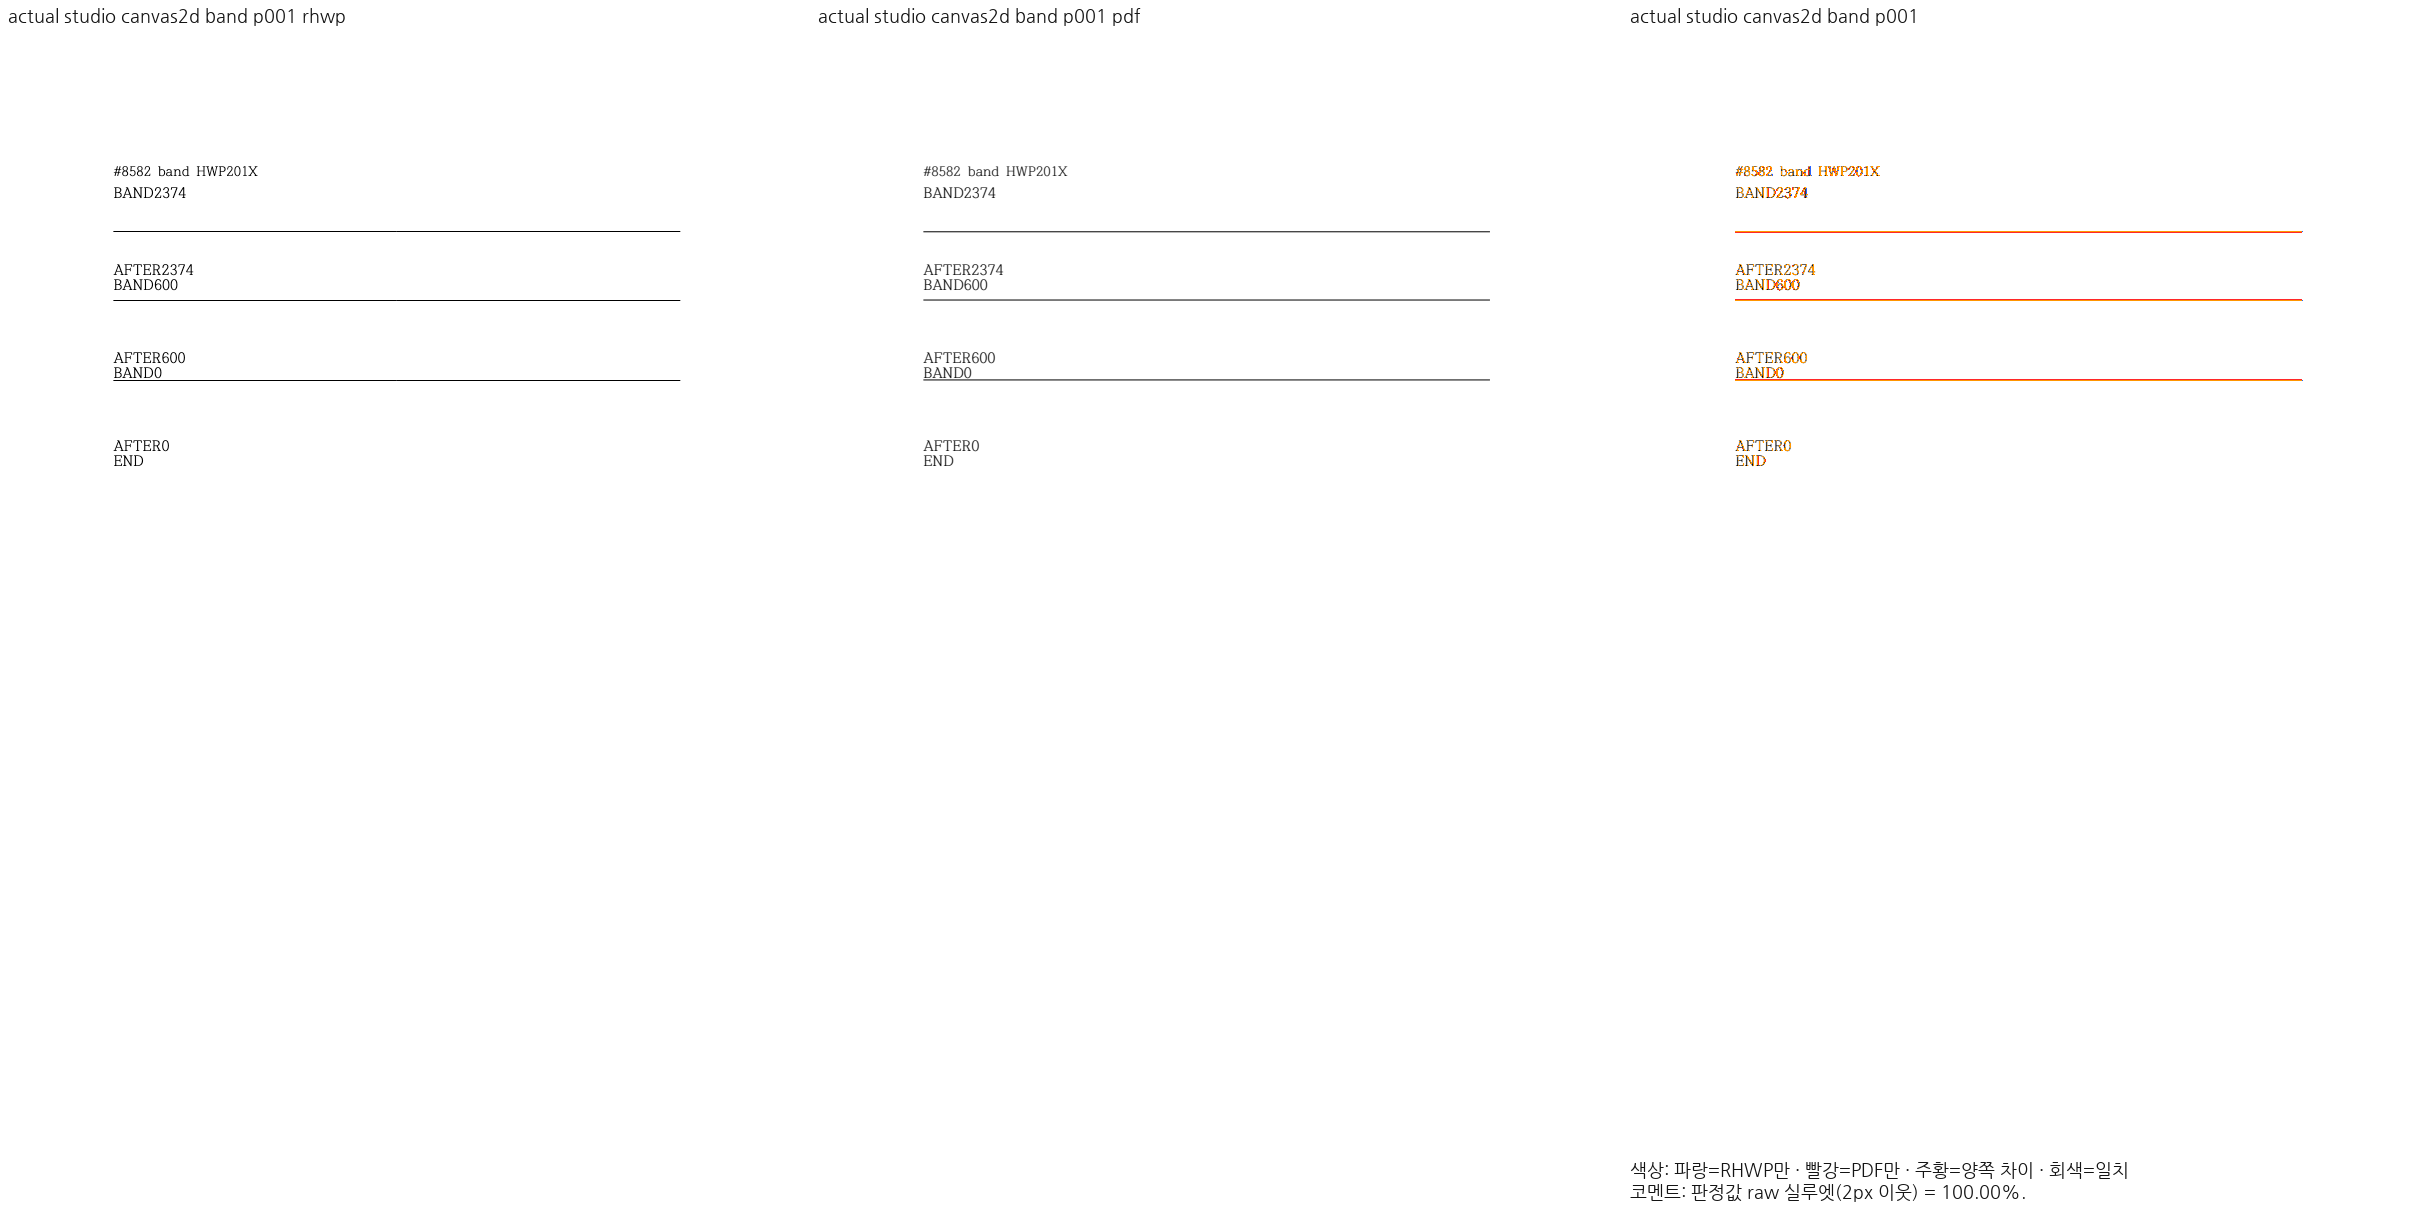 actual studio canvas2d band p001 rhwp
#8582 band HWP201X
BAND2374
AFTER2374
BAND600
AFTER600
BAND0
AFTER0
END
actual studio canvas2d band p001 pdf
#8582 band HWP201X
BAND2374
AFTER2374
BAND600
AFTER600
BAND0
AFTER0
END
actual studio canvas2d band p001
#8582 band HWP201X
BAND2374
AFTER2374
BAND600
AFTER600
BAND0
AFTER0
END
색상: 파랑=RHWP만 · 빨강=PDF만 · 주황=양쪽 차이 · 회색=일치
코멘트: 판정값 raw 실루엣(2px 이웃) = 100.00%.